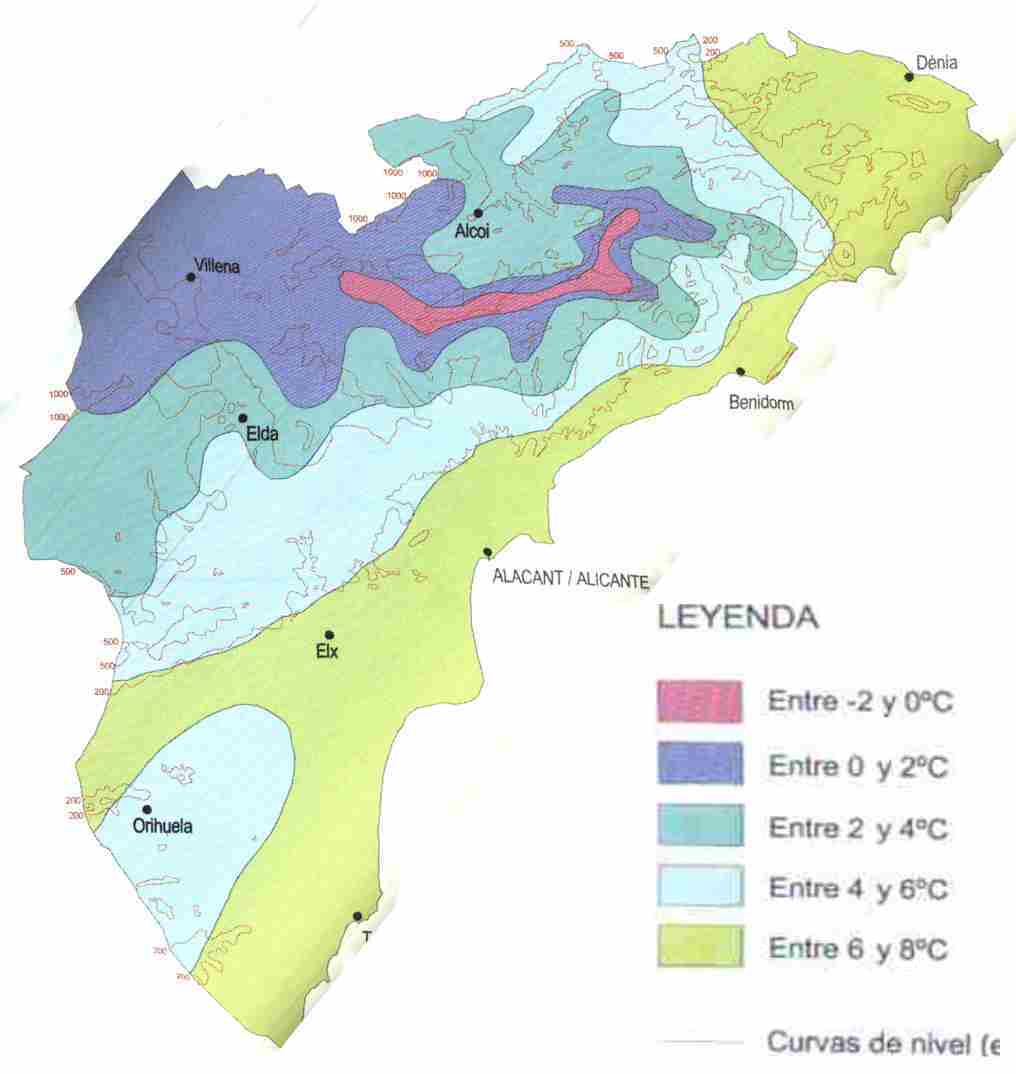 500
500
500
200
200
Dénia
1000
1000
1000
1000
Alcoi
Villena
1000
1000
Benidorm
Elda
500
ALACANT / ALICANTE
LEYENDA
500
500
200
Elx
Entre -2 y 0ºC
Entre 0 y 2ºC
Entre 2 y 4ºC
Entre 4 y 6ºC
Entre 6 y 8ºC
200
200
Orihuela
T
200
200
Curvas de nivel (e